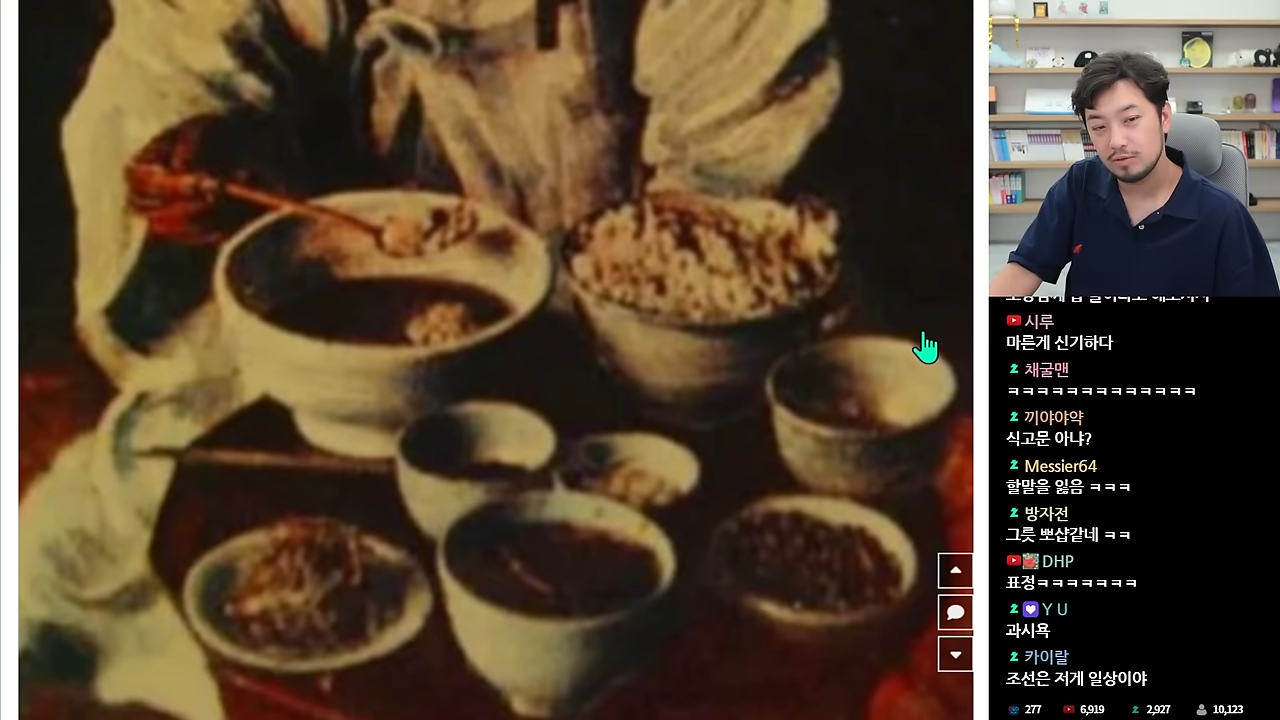 시루
마른게 신기하다
채굴맨
ㅋㅋㅋㅋㅋㅋㅋㅋㅋㅋㅋㅋㅋ
끼야야약
식고문 아냐?
Messier64
할말을 잃음 ㅋㅋㅋ
방자전
그릇 뽀샵같네 ㅋㅋ
DHP
표정ㅋㅋㅋㅋㅋㅋㅋ
Y U
과시욕
카이랄
조선은 저게 일상이야
277 6,919 2,927 10,123